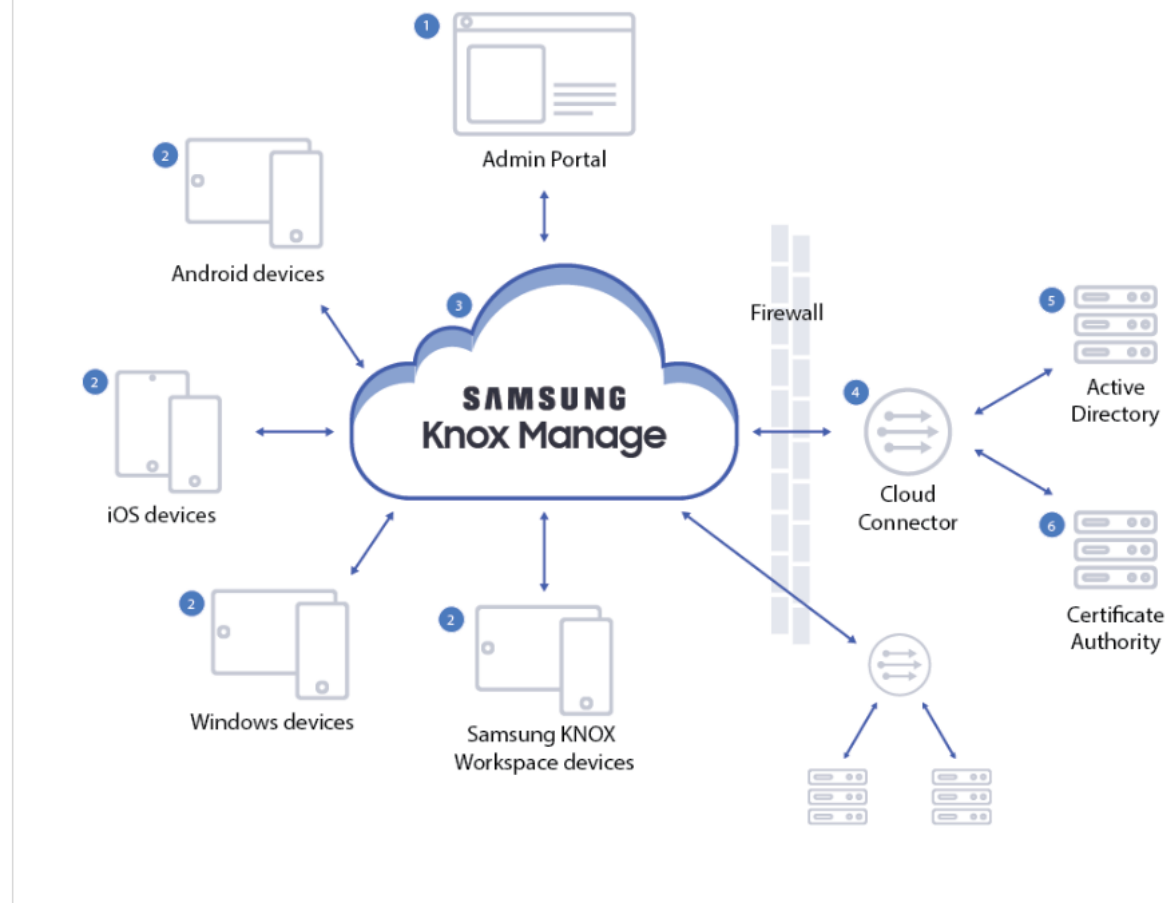 1
Admin Portal
2
Android devices
3
Firewall
5
Active
Directory
2
iOS devices
SAMSUNG
Knox Manage
4
Cloud
Connector
6
Certificate
Authority
2
Windows devices
2
Samsung KNOX
Workspace devices